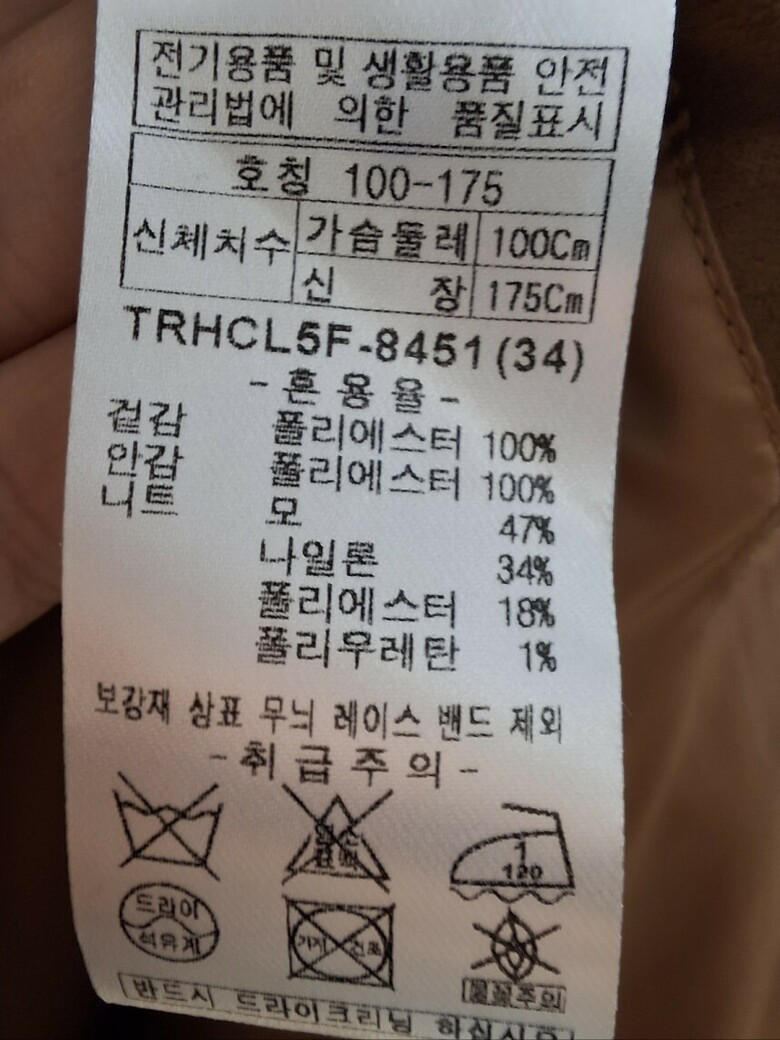 전기용품 및 생활용품 안전
관리법에 의한 품질표시
호칭 100-175
신체치수 가슴둘레 100Cm
신 장 175Cm
TRHCL5F-8451(34)
-혼용율-
겉감 폴리에스터 100%
안감 폴리에스터 100%
니트 모 47%
나일론 34%
폴리에스터 18%
폴리우레탄 1%
보강재 상표 무늬 레이스 밴드 제외
-취급주의-
염소
표백
1
120
드라이
석유계
기계 건조
물꼴주의
반드시 드라이크리닝 하십시오